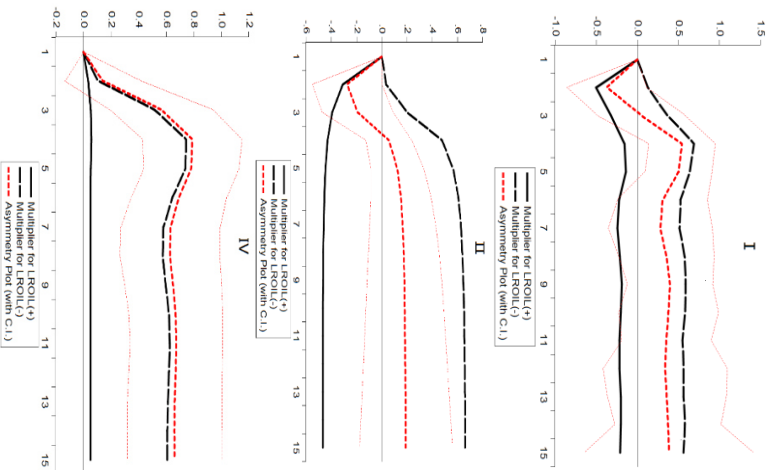 I
1.5
1.0
0.5
0.0
-0.5
-1.0
1 3 5 7 9 11 13 15
Multiplier for LROIL(+)
Multiplier for LROIL(-)
Asymmetry Plot (with C.I.)
II
.8
.6
.4
.2
.0
-.2
-.4
-.6
1 3 5 7 9 11 13 15
Multiplier for LROIL(+)
Multiplier for LROIL(-)
Asymmetry Plot (with C.I.)
IV
1.2
1.0
0.8
0.6
0.4
0.2
0.0
-0.2
1 3 5 7 9 11 13 15
Multiplier for LROIL(+)
Multiplier for LROIL(-)
Asymmetry Plot (with C.I.)